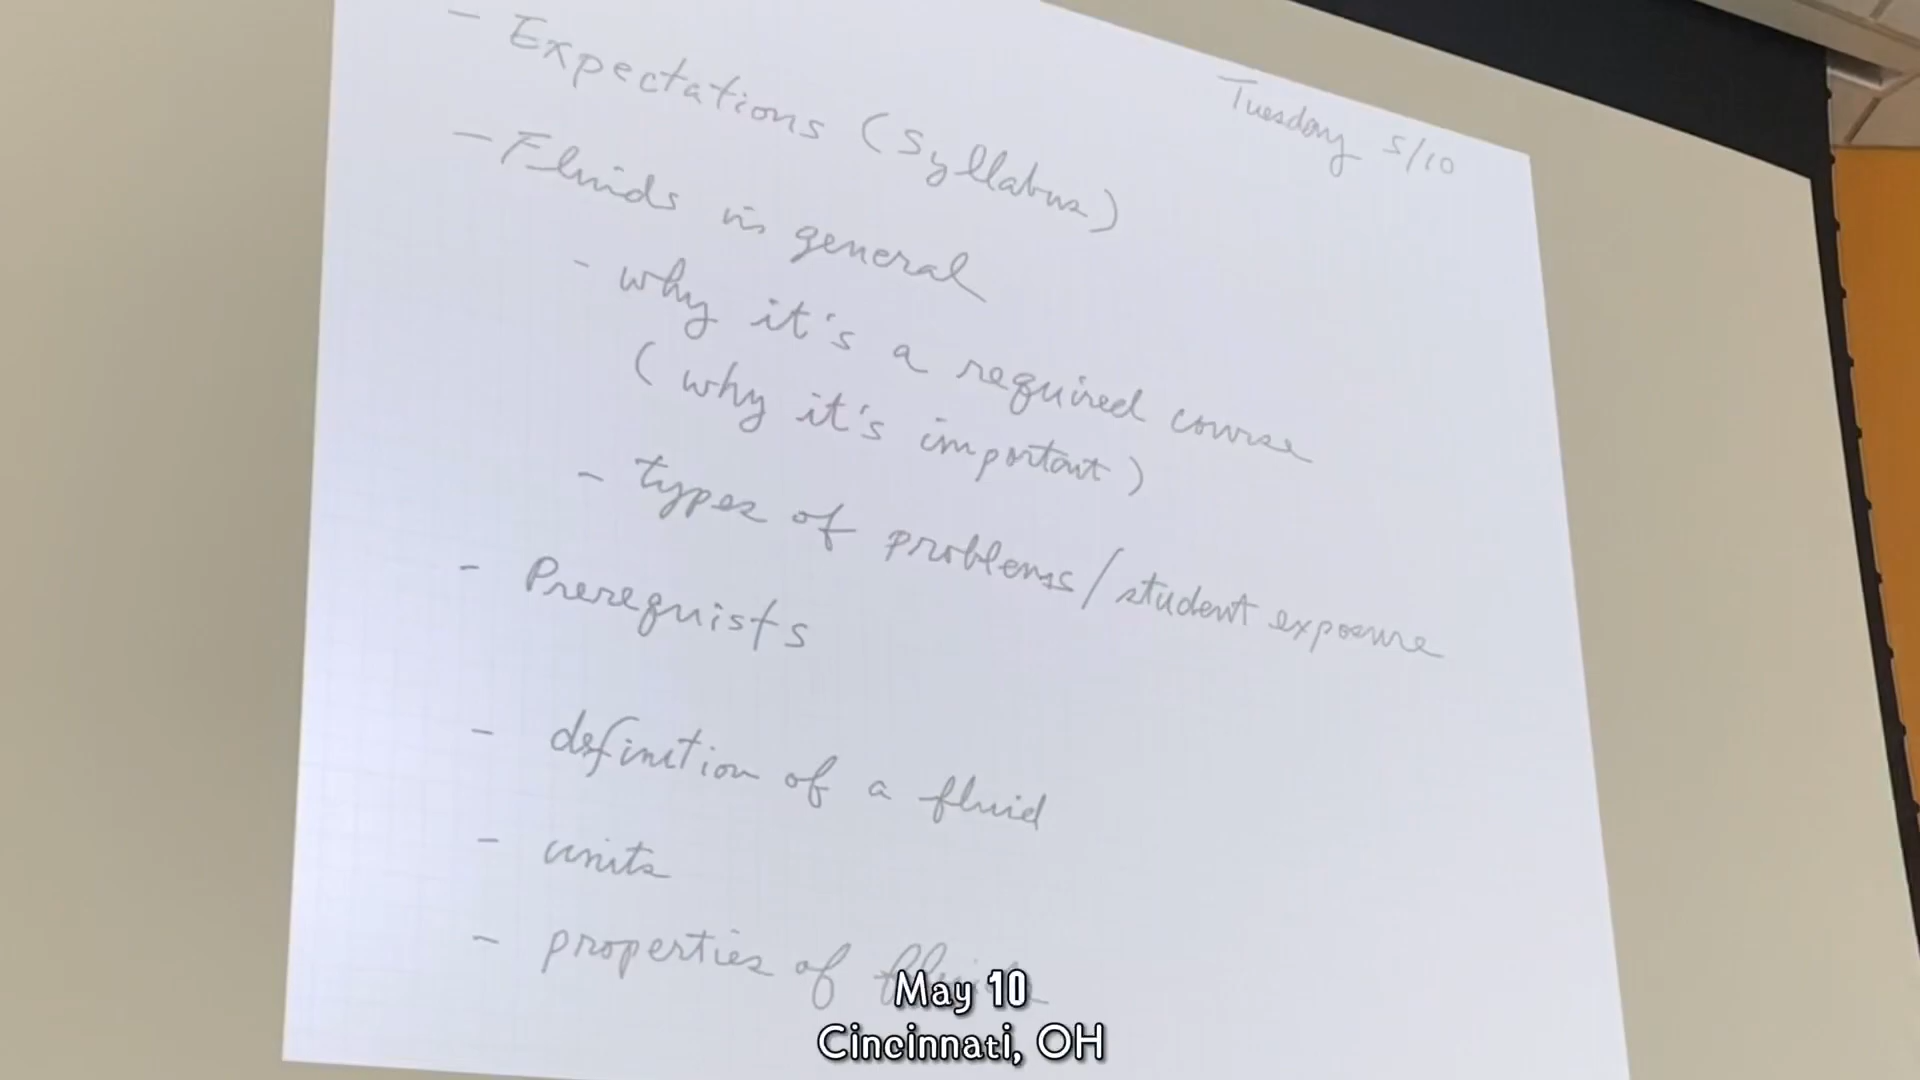 - Expectations (Syllabus)
Tuesday 5/10
- Fluids in general
- why it's a required course
(why it's important)
- types of problems/student exposure
- Prerequists
- definition of a fluid
- units
- properties of
May 10
Cincinnati, OH